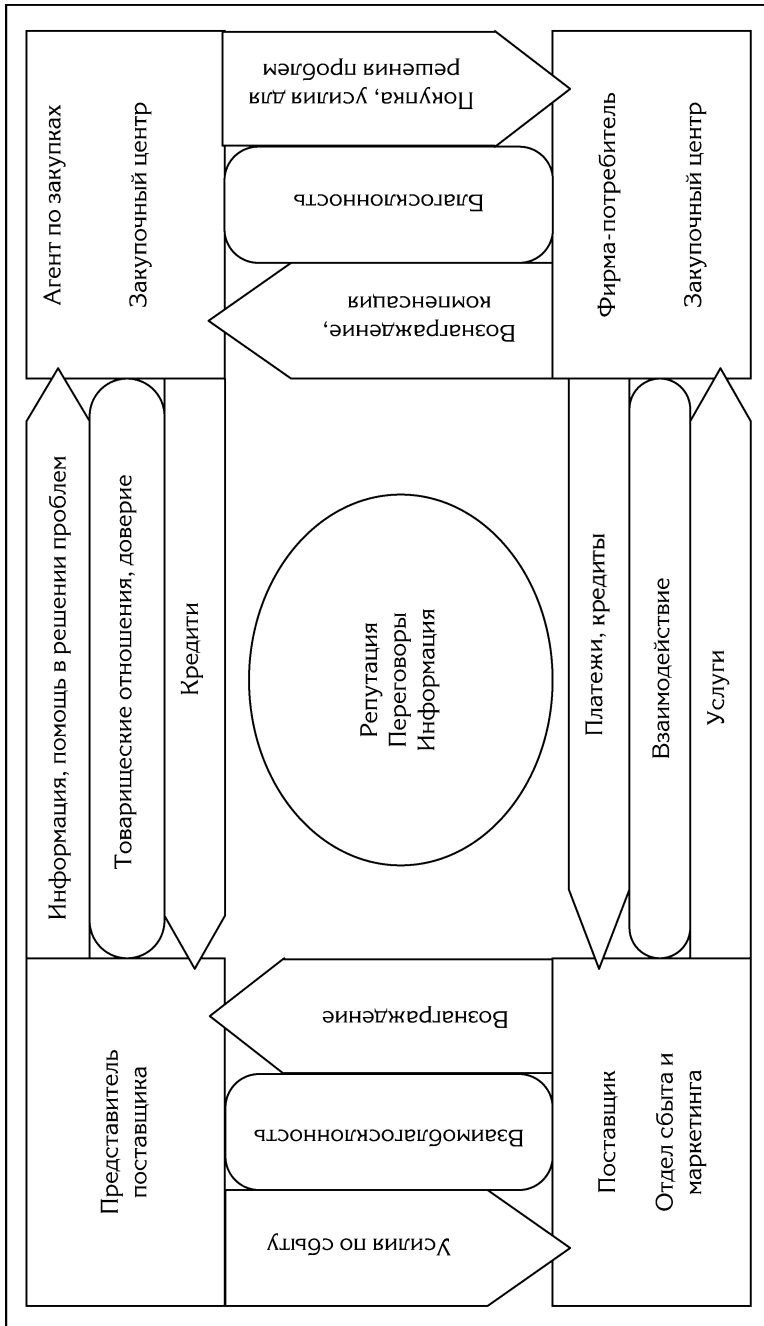 Представитель
поставщика
Информация, помощь в решении проблем
Товарищеские отношения, доверие
Кредити
Агент по закупках
Закупочный центр
Усилия по сбыту
Взаимоблагосклонность
Вознаграждение
Репутация
Переговоры
Информация
Вознаграждение,
компенсация
Благосклонность
Покупка, усилия для
решения проблем
Поставщик
Отдел сбыта и
маркетинга
Платежи, кредиты
Взаимодействие
Услуги
Фирма-потребитель
Закупочный центр